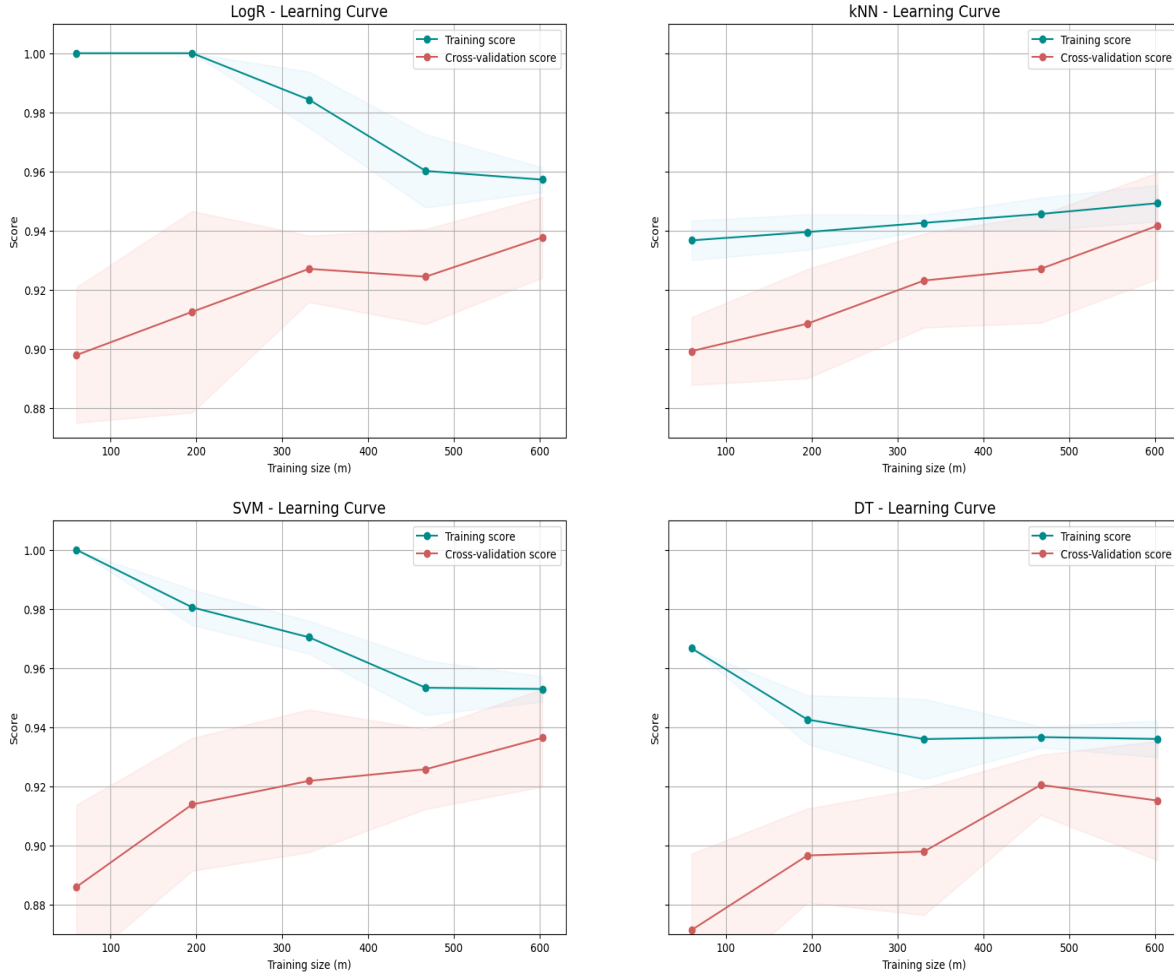 LogR - Learning Curve
Training score
Cross-validation score
1.00
0.98
0.96
0.94
0.92
0.90
0.88
Score
100 200 300 400 500 600
Training size (m)
kNN - Learning Curve
Training score
Cross-validation score
Score
100 200 300 400 500 600
Training size (m)
SVM - Learning Curve
Training score
Cross-validation score
1.00
0.98
0.96
0.94
0.92
0.90
0.88
Score
100 200 300 400 500 600
Training size (m)
DT - Learning Curve
Training score
Cross-validation score
Score
100 200 300 400 500 600
Training size (m)